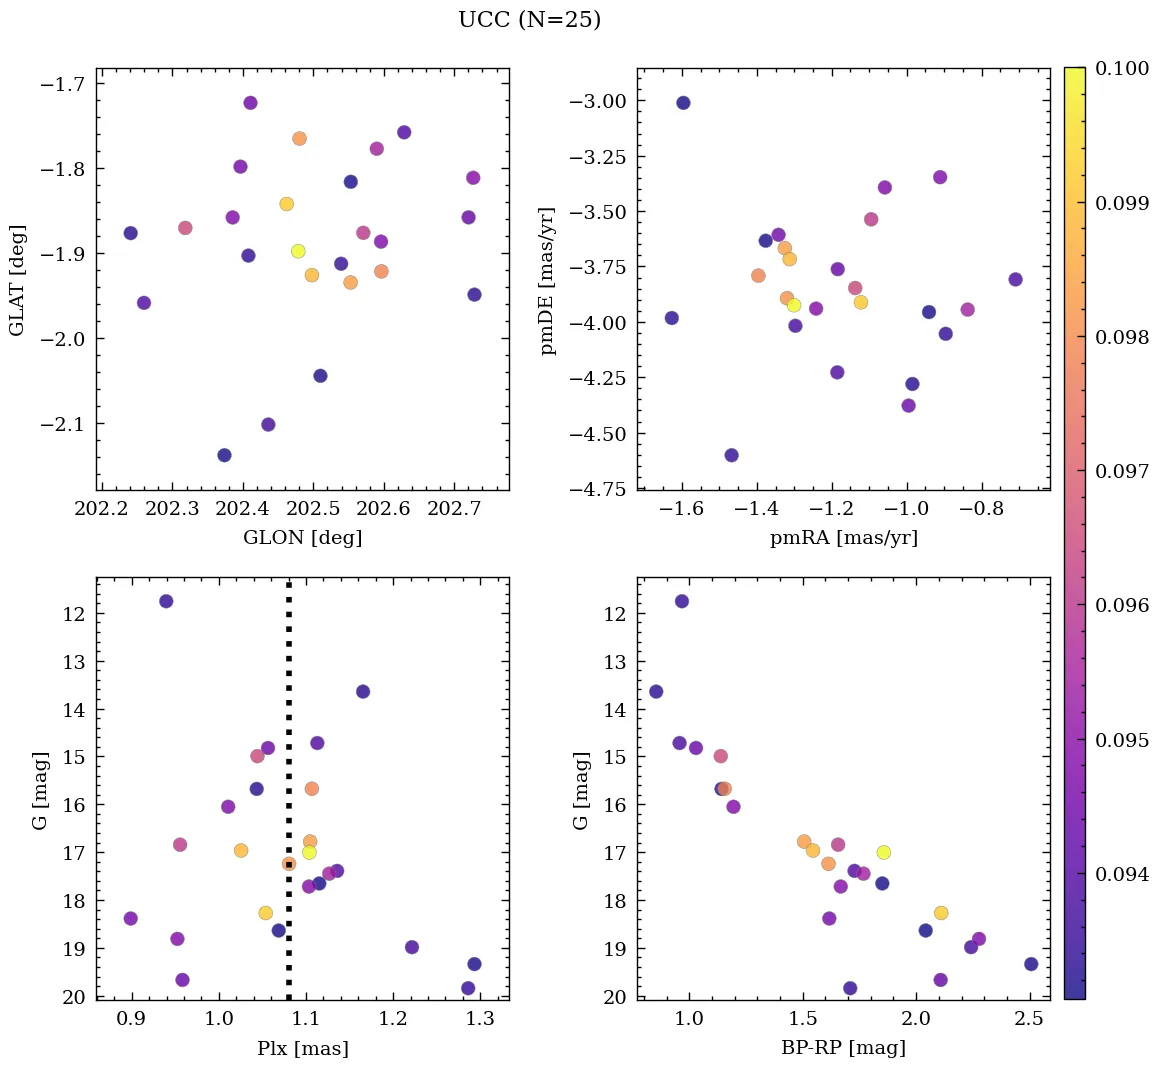 UCC (N=25)
−1.7
−1.8
−1.9
−2.0
−2.1
GLAT [deg]
202.2 202.3 202.4 202.5 202.6 202.7
GLON [deg]
−3.00
−3.25
−3.50
−3.75
−4.00
−4.25
−4.50
−4.75
pmDE [mas/yr]
−1.6 −1.4 −1.2 −1.0 −0.8
pmRA [mas/yr]
0.100
0.099
0.098
0.097
0.096
0.095
0.094
12
13
14
15
16
17
18
19
20
G [mag]
0.9 1.0 1.1 1.2 1.3
Plx [mas]
12
13
14
15
16
17
18
19
20
G [mag]
1.0 1.5 2.0 2.5
BP-RP [mag]